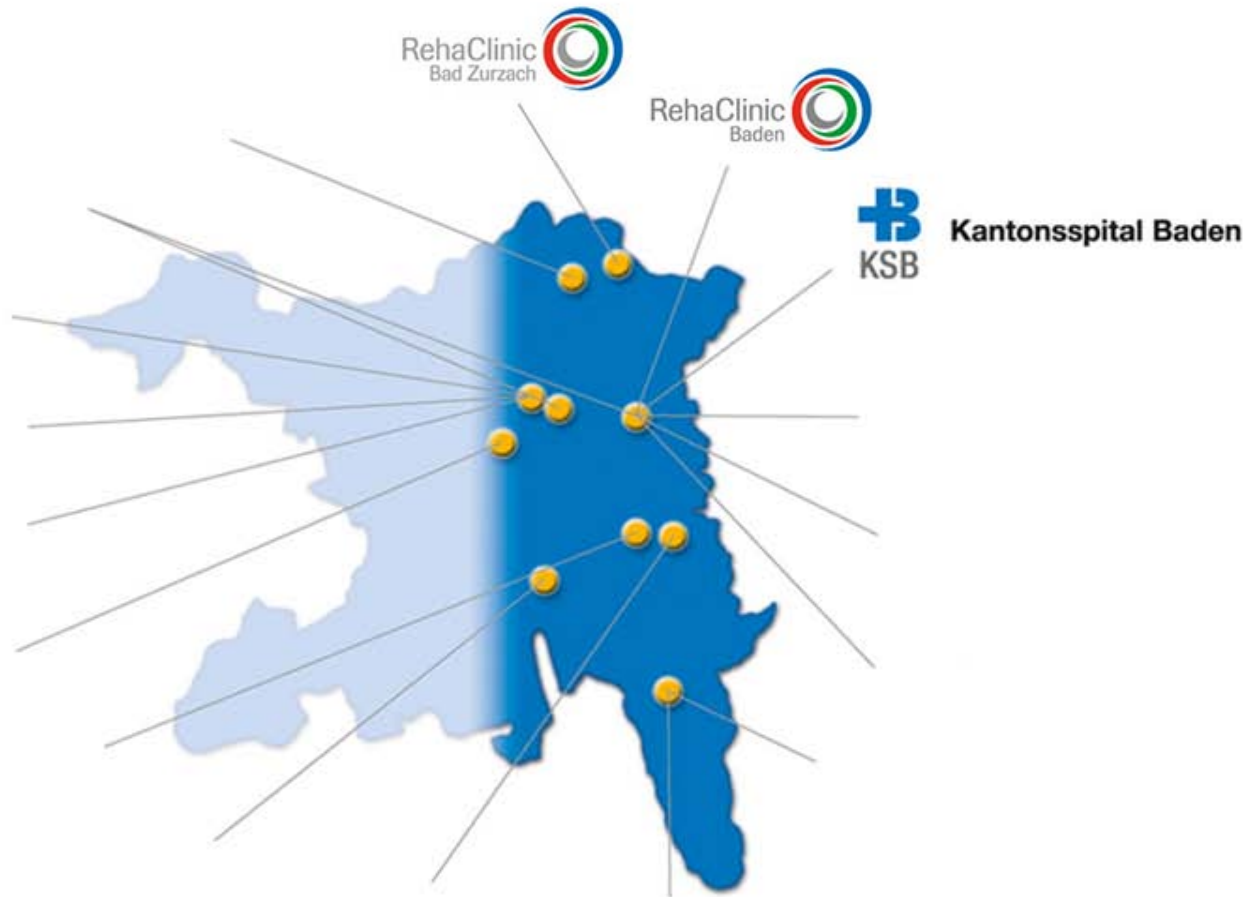 RehaClinic
Bad Zurzach
RehaClinic
Baden
KSB
Kantonsspital Baden